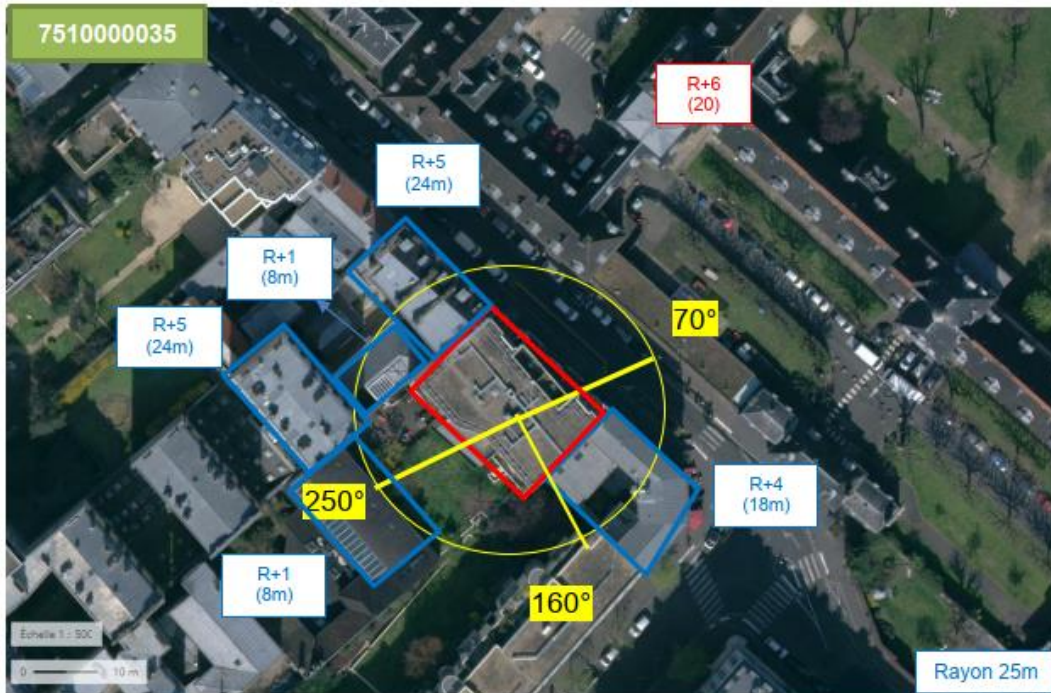 7510000035
R+6
(20)
R+5
(24m)
R+1
(8m)
R+5
(24m)
70°
250°
R+4
(18m)
R+1
(8m)
160°
Échelle 1 : 500
0
10 m
Rayon 25m